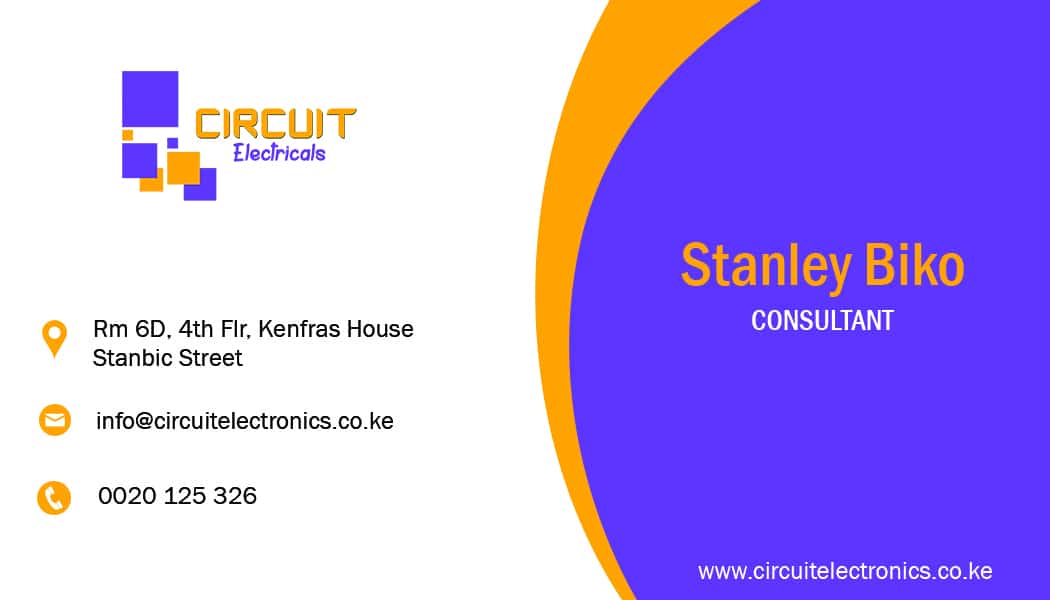 CIRCUIT
Electricals
Rm 6D, 4th Flr, Kenfras House
Stanbic Street
info@circuitelectronics.co.ke
0020 125 326
Stanley Biko
CONSULTANT
www.circuitelectronics.co.ke